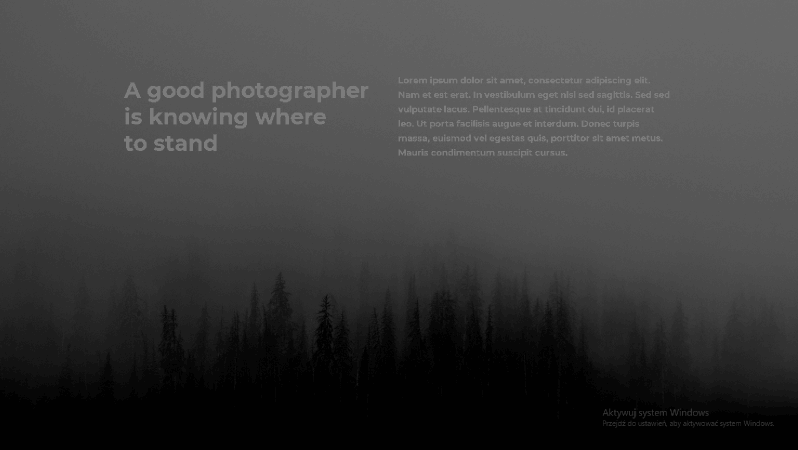 A good photographer
is knowing where
to stand
Lorem ipsum dolor sit amet, consectetur adipiscing elit.
Nam et est erat. In vestibulum eget nisl sed sagittis. Sed sed
vulputate lacus. Pellentesque at tincidunt dui, id placerat
leo. Ut porta facilisis augue et interdum. Donec turpis
massa, euismod vel egestas quis, porttitor sit amet metus.
Mauris condimentum suscipit cursus.
Aktywuj system Windows
Przejdź do ustawień, aby aktywować system Windows.